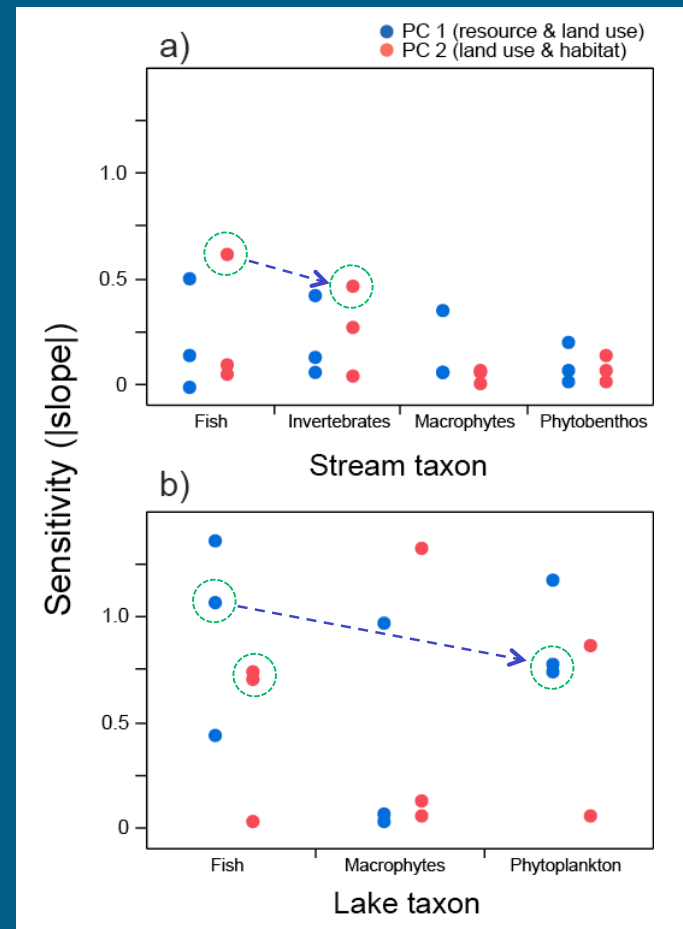 PC 1 (resource & land use)
PC 2 (land use & habitat)
a)
1.0
0.5
0
Fish Invertebrates Macrophytes Phytobenthos
Stream taxon
Sensitivity (|slope|)
b)
1.0
0.5
0
Fish Macrophytes Phytoplankton
Lake taxon